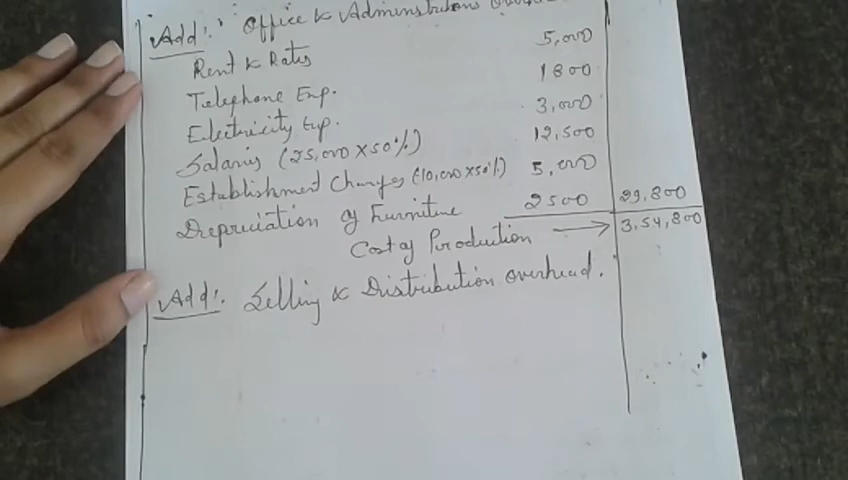 Add:. Office & Administrations
Rent & Rates 5,000
Telephone Exp. 1800
Electricity Exp. 3,000
Salaries (25,000 x 50%) 12,500
Establishment Charges (10,000 x 50%) 5,000
Depreciation of Furniture 2500 29,800
Cost of Production → 3,54,800
Add:. Selling & Distribution overhead.